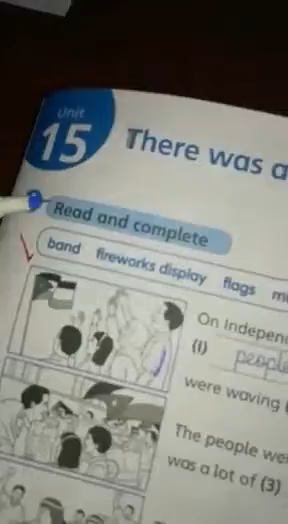 Unit
15
There was a
Read and complete
band fireworks display flags
On Indepen
(1) people
were waving
The people we
was a lot of (3)